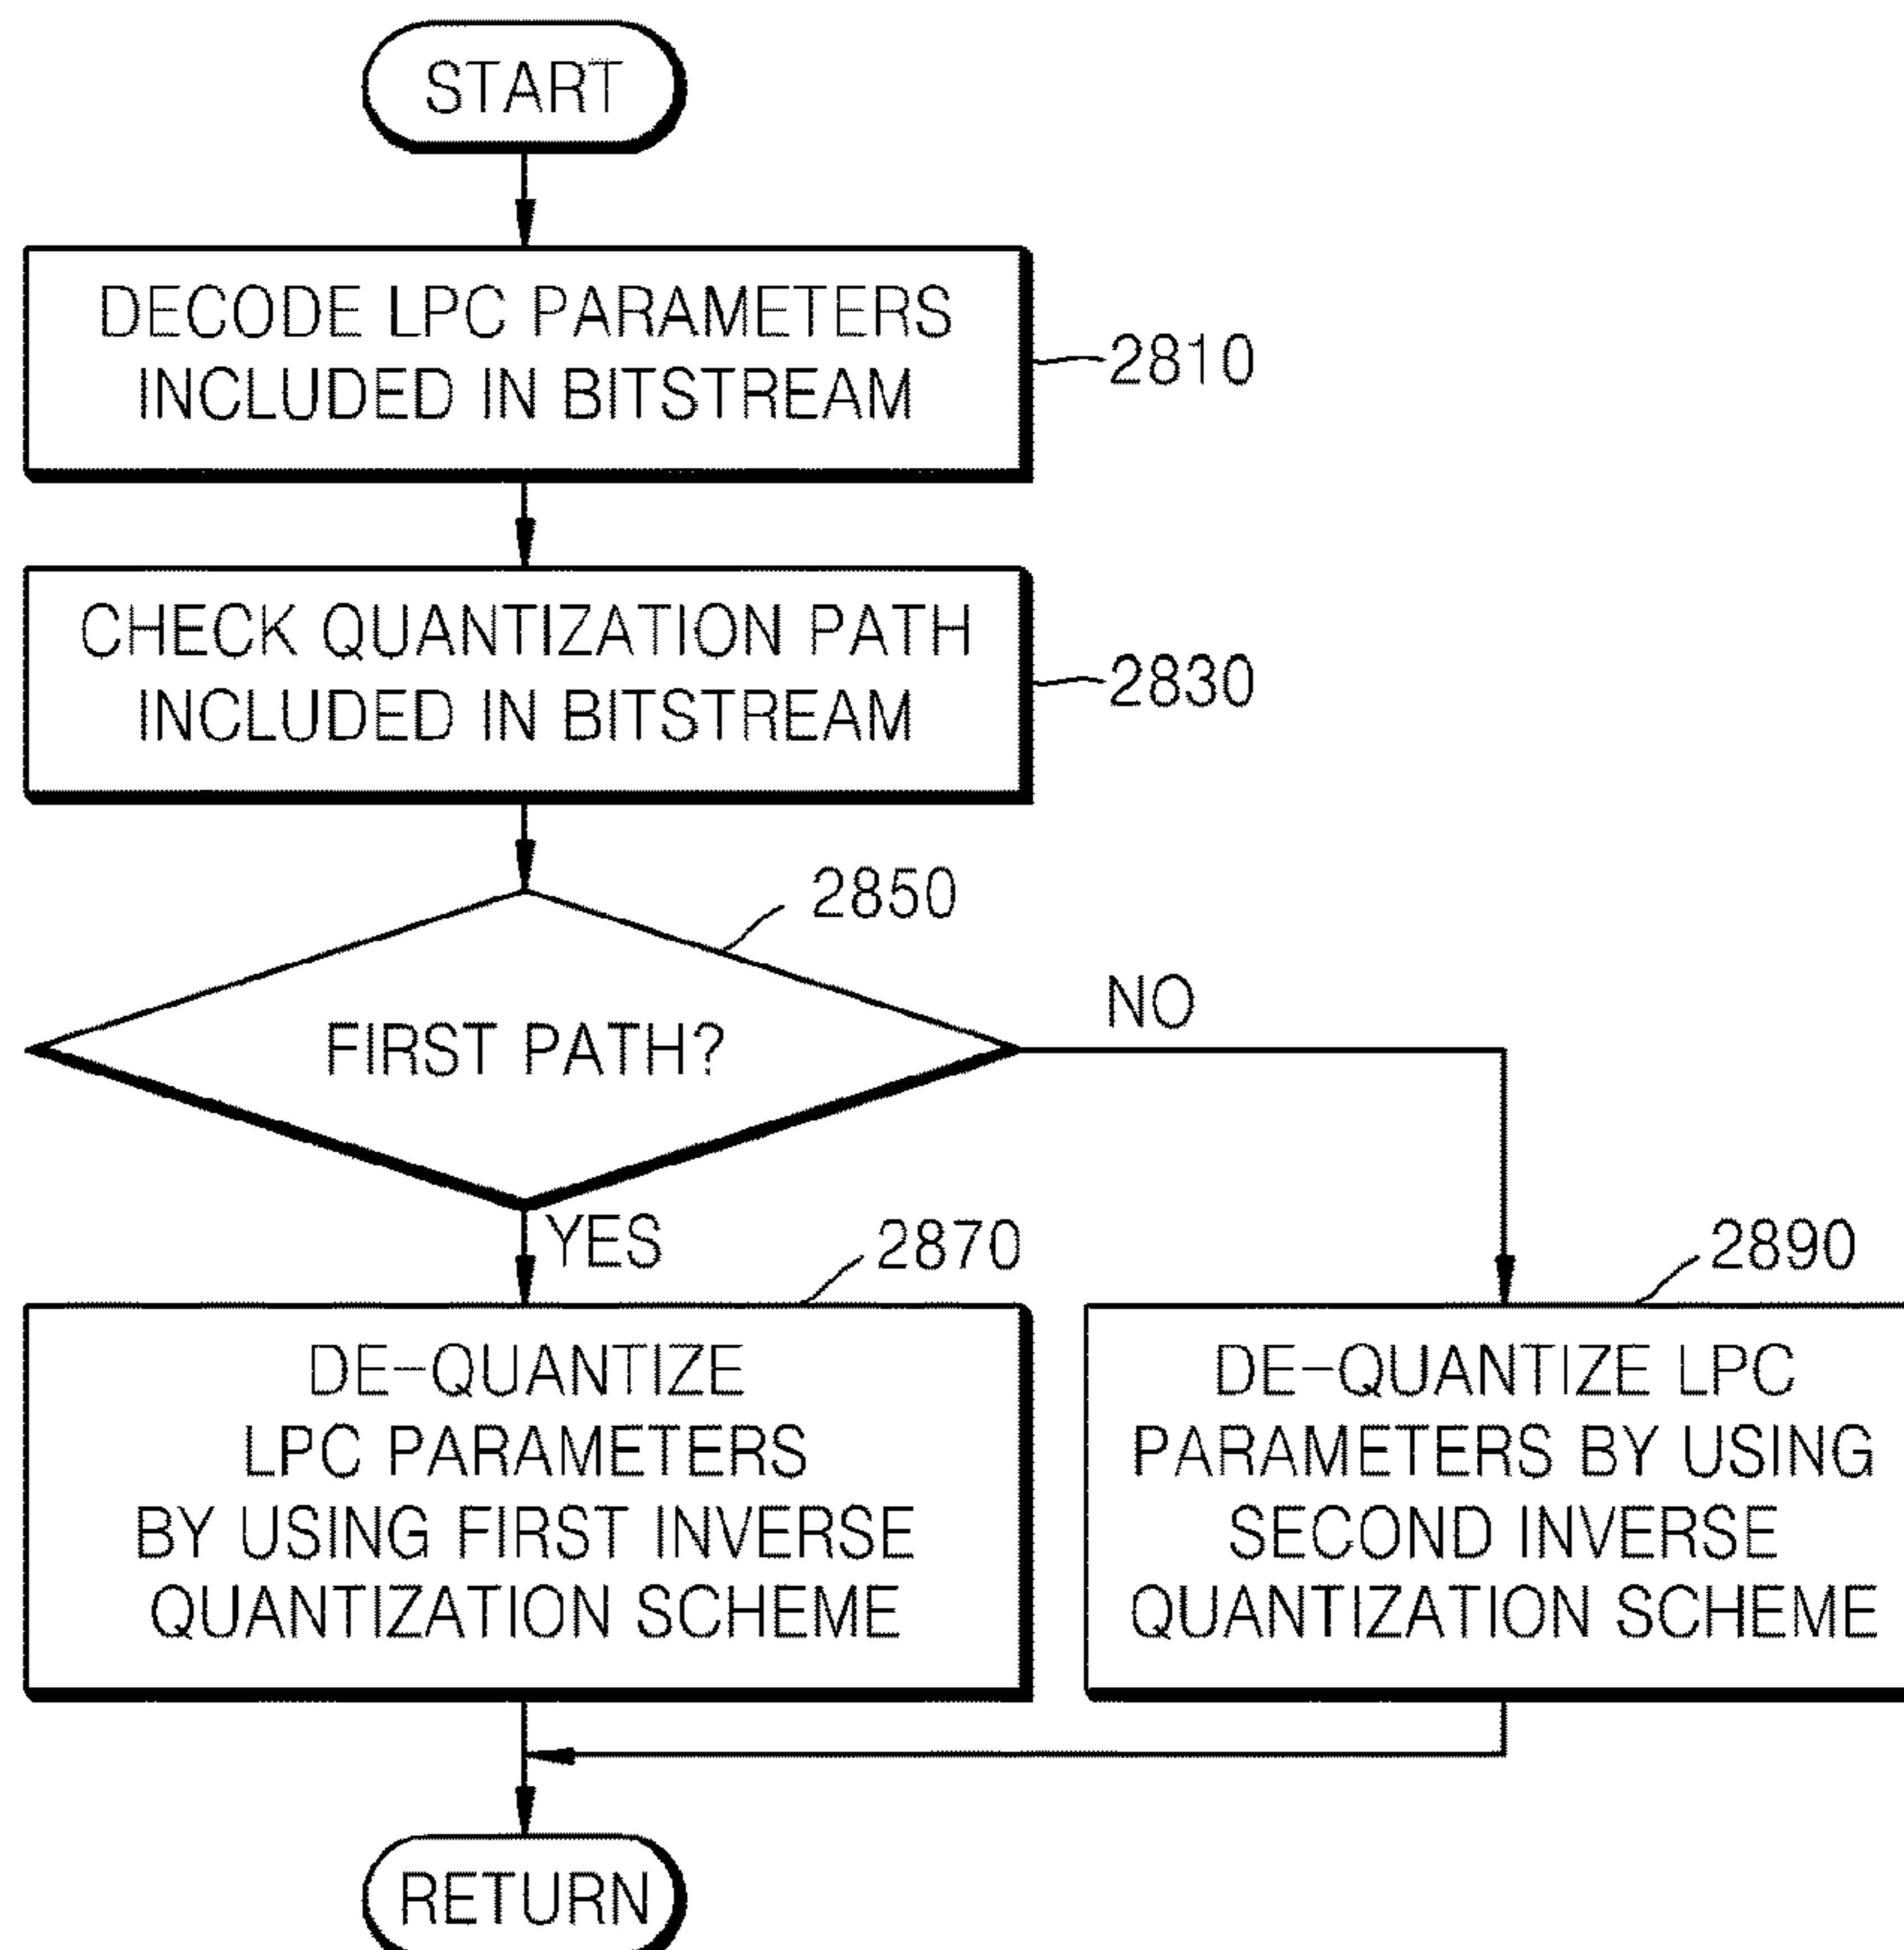 START
DECODE LPC PARAMETERS
INCLUDED IN BITSTREAM
2810
CHECK QUANTIZATION PATH
INCLUDED IN BITSTREAM
2830
2850
FIRST PATH?
NO
YES
2870
DE-QUANTIZE
LPC PARAMETERS
BY USING FIRST INVERSE
QUANTIZATION SCHEME
2890
DE-QUANTIZE LPC
PARAMETERS BY USING
SECOND INVERSE
QUANTIZATION SCHEME
RETURN